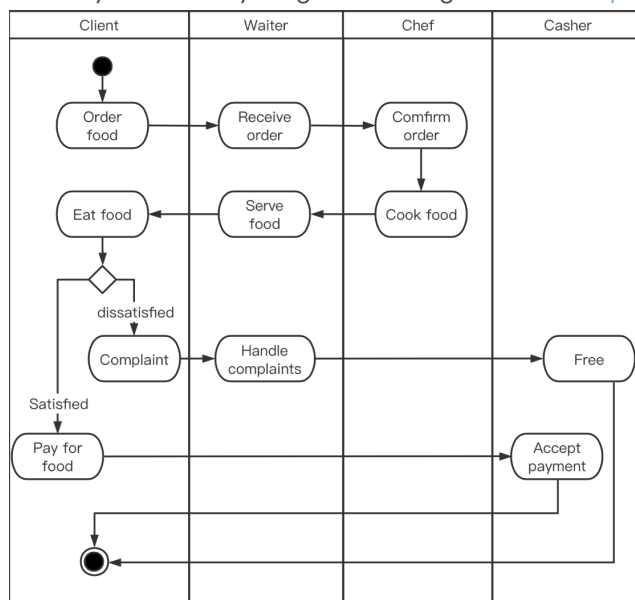 Client
Waiter
Chef
Casher
Order
food
Receive
order
Comfirm
order
Eat food
Serve
food
Cook food
dissatisfied
Complaint
Handle
complaints
Free
Satisfied
Pay for
food
Accept
payment